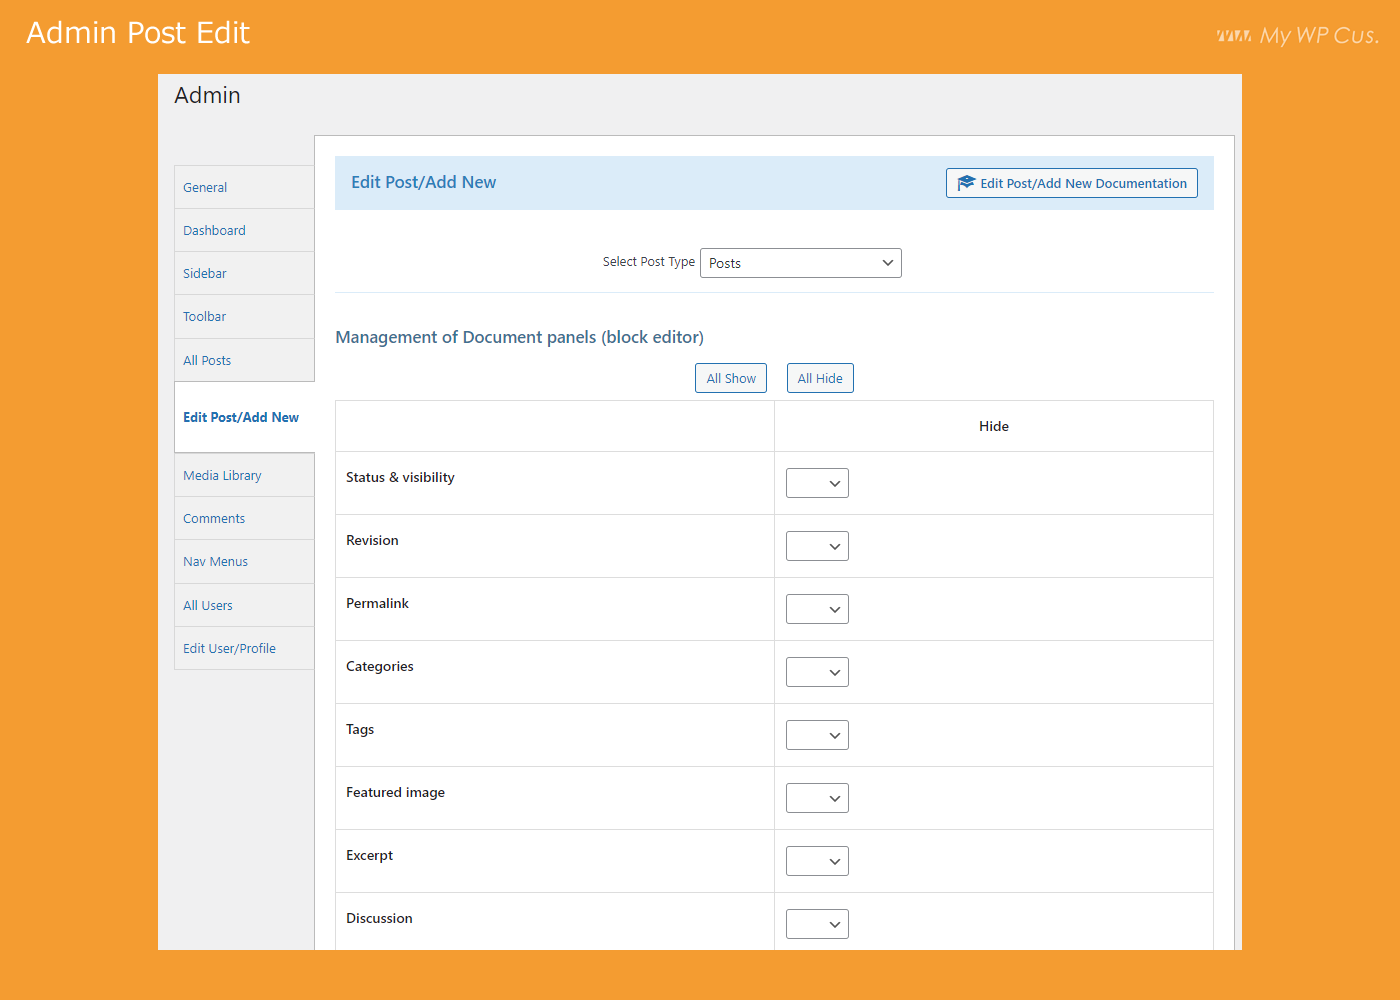 Admin Post Edit
My WP Cus.
Admin
General
Dashboard
Sidebar
Toolbar
All Posts
Edit Post/Add New
Media Library
Comments
Nav Menus
All Users
Edit User/Profile
Edit Post/Add New
Edit Post/Add New Documentation
Select Post Type Posts
Management of Document panels (block editor)
All Show All Hide
Hide
Status & visibility
Revision
Permalink
Categories
Tags
Featured image
Excerpt
Discussion